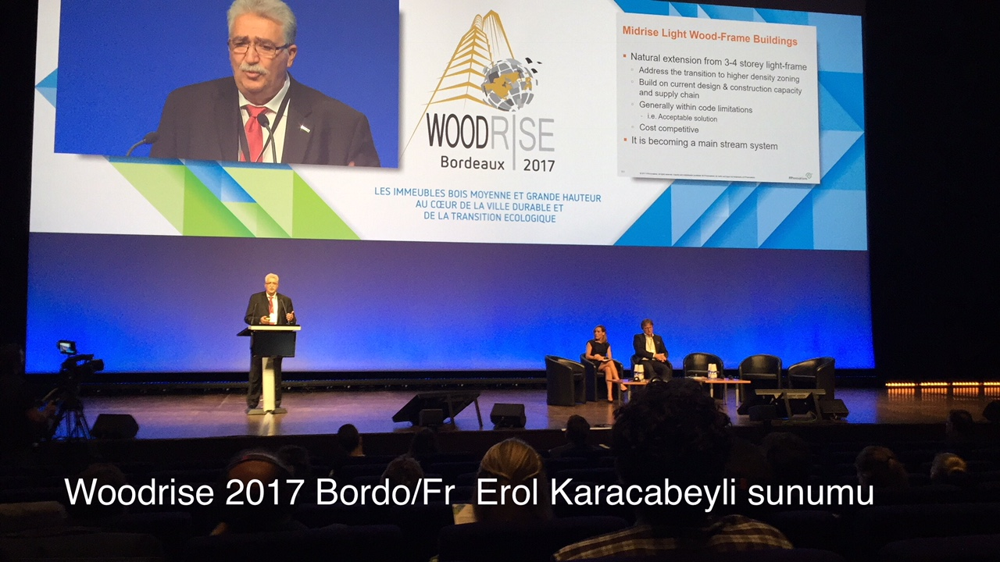 WOODRISE
Bordeaux 2017
LES IMMEUBLES BOIS MOYENNE ET GRANDE HAUTEUR
AU CŒUR DE LA VILLE DURABLE ET
DE LA TRANSITION ECOLOGIQUE
Midrise Light Wood-Frame Buildings
Natural extension from 3-4 storey light-frame
Address the transition to higher density zoning
Build on current design & construction capacity
and supply chain
Generally within code limitations
- i.e. Acceptable solution
Cost competitive
It is becoming a main stream system
Woodrise 2017 Bordo/Fr Erol Karacabeyli sunumu